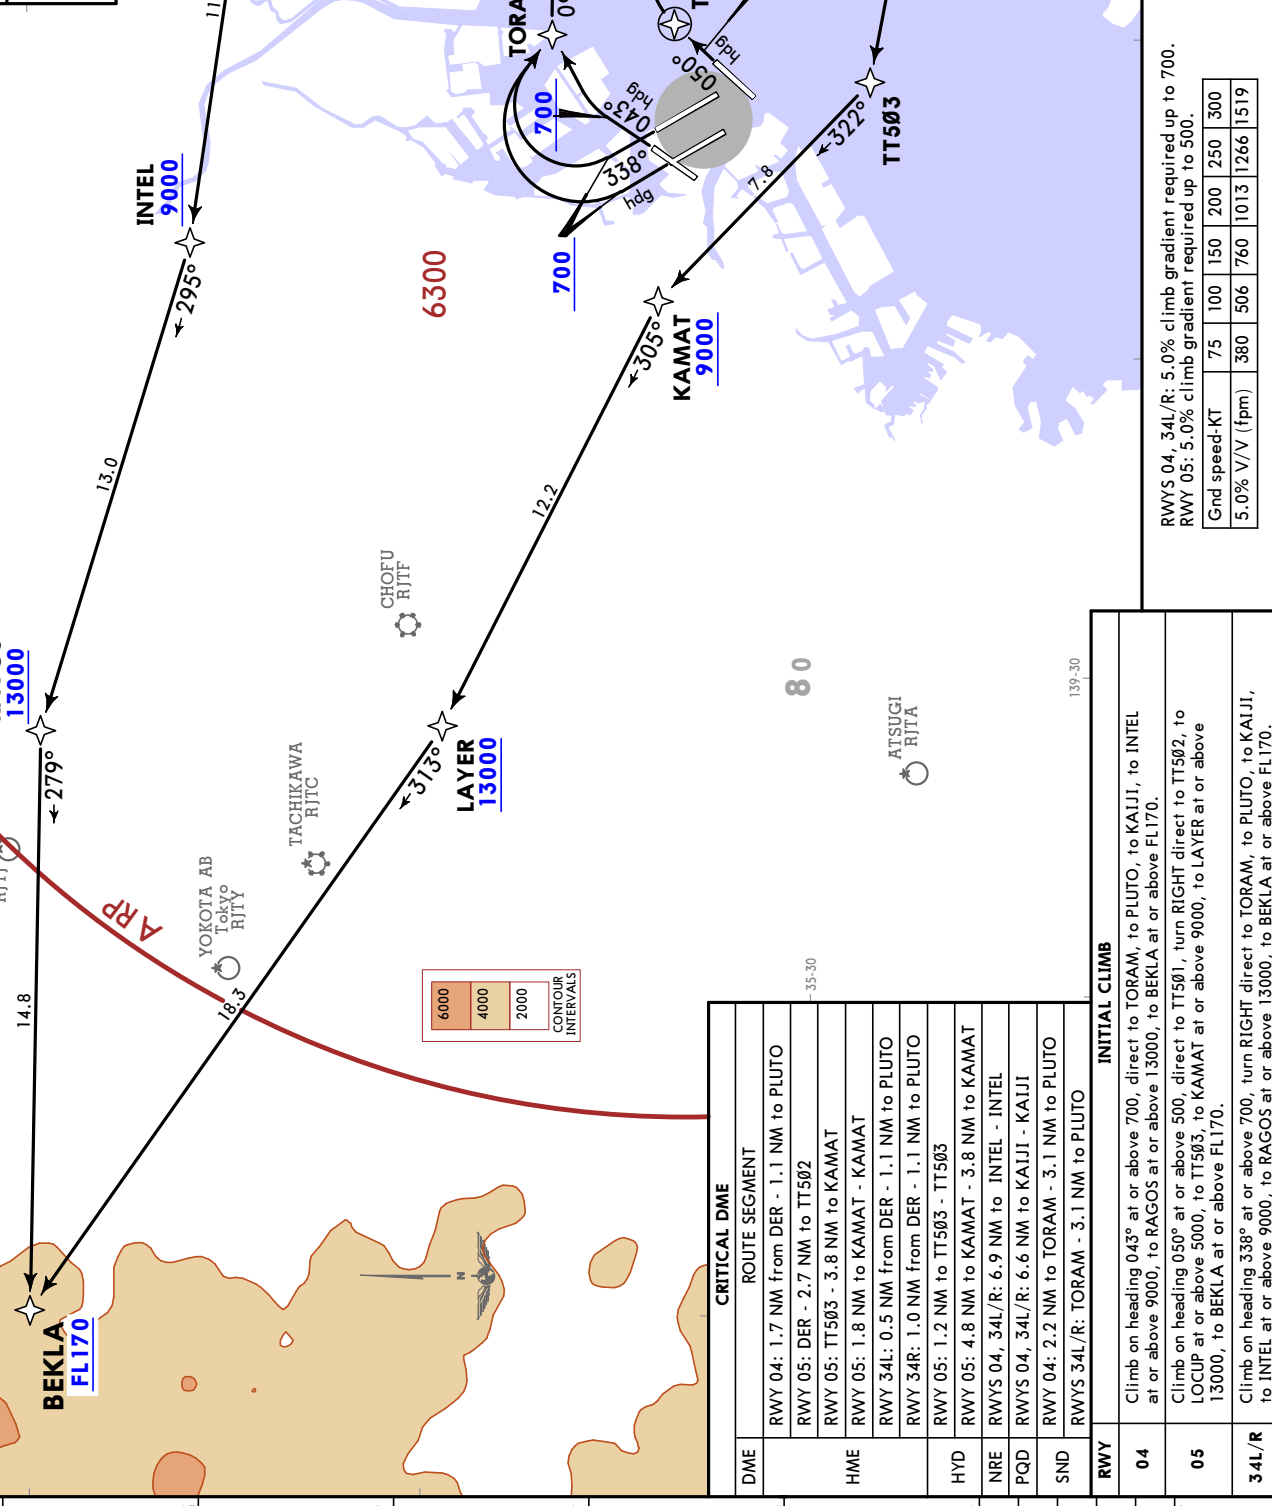 11
TORA
T
INTEL
9000
295°
13.0
13000
279°
14.8
ARP
YOKOTA AB
Tokyo
RJTY
TACHIKAWA
RJTC
CHOFU
RJTF
ATSUGI
RJTA
6300
700
043°
hdg
338°
hdg
700
050°
hdg
TT5Ø3
322°
7.8
KAMAT
9000
305°
12.2
LAYER
13000
313°
18.3
BEKLA
FL170
80
139-30
35-30
N
6000
4000
2000
CONTOUR
INTERVALS
RWYS 04, 34L/R: 5.0% climb gradient required up to 700.
RWY 05: 5.0% climb gradient required up to 500.
Gnd speed-KT 75 100 150 200 250 300
5.0% V/V (fpm) 380 506 760 1013 1266 1519
CRITICAL DME
DME ROUTE SEGMENT
HME
RWY 04: 1.7 NM from DER - 1.1 NM to PLUTO
RWY 05: DER - 2.7 NM to TT5Ø2
RWY 05: TT5Ø3 - 3.8 NM to KAMAT
RWY 05: 1.8 NM to KAMAT - KAMAT
RWY 34L: 0.5 NM from DER - 1.1 NM to PLUTO
RWY 34R: 1.0 NM from DER - 1.1 NM to PLUTO
HYD
RWY 05: 1.2 NM to TT5Ø3 - TT5Ø3
RWY 05: 4.8 NM to KAMAT - 3.8 NM to KAMAT
NRE RWYS 04, 34L/R: 6.9 NM to INTEL - INTEL
PQD RWYS 04, 34L/R: 6.6 NM to KAIJI - KAIJI
SND
RWY 04: 2.2 NM to TORAM - 3.1 NM to PLUTO
RWYS 34L/R: TORAM - 3.1 NM to PLUTO
RWY INITIAL CLIMB
04 Climb on heading 043° at or above 700, direct to TORAM, to PLUTO, to KAIJI, to INTEL
at or above 9000, to RAGOS at or above 13000, to BEKLA at or above FL170.
05 Climb on heading 050° at or above 500, direct to TT5Ø1, turn RIGHT direct to TT5Ø2, to
LOCUP at or above 5000, to TT5Ø3, to KAMAT at or above 9000, to LAYER at or above
13000, to BEKLA at or above FL170.
34L/R Climb on heading 338° at or above 700, turn RIGHT direct to TORAM, to PLUTO, to KAIJI,
to INTEL at or above 9000, to RAGOS at or above 13000, to BEKLA at or above FL170.